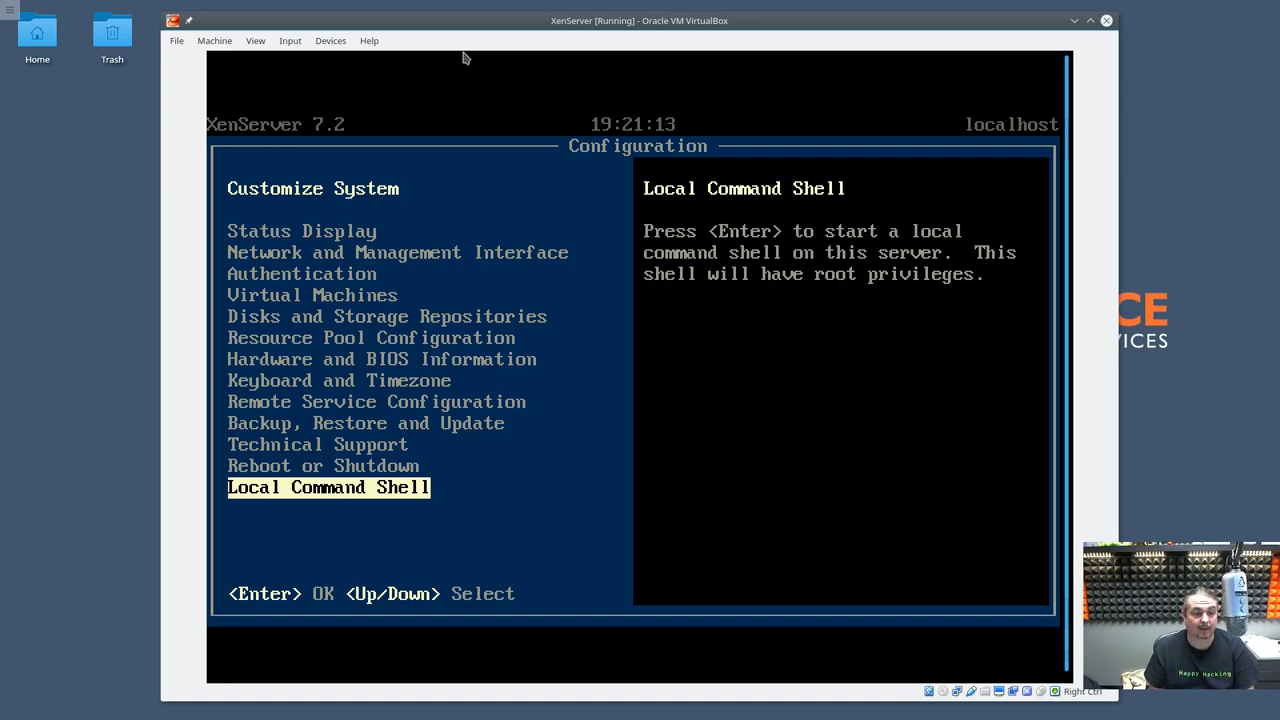 XenServer [Running] - Oracle VM VirtualBox
File Machine View Input Devices Help
Home
Trash
XenServer 7.2 19:21:13 localhost
Configuration
Customize System
Status Display
Network and Management Interface
Authentication
Virtual Machines
Disks and Storage Repositories
Resource Pool Configuration
Hardware and BIOS Information
Keyboard and Timezone
Remote Service Configuration
Backup, Restore and Update
Technical Support
Reboot or Shutdown
Local Command Shell
<Enter> OK <Up/Down> Select
Local Command Shell
Press <Enter> to start a local
command shell on this server. This
shell will have root privileges.
CE
VICES
Happy Hacking
Right Ctrl